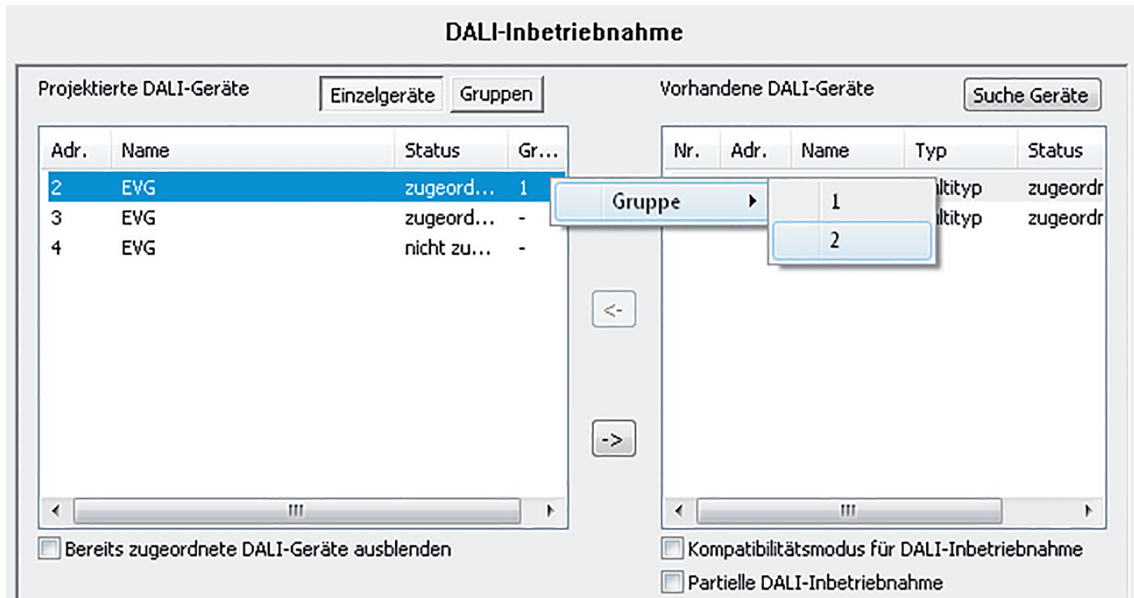 DALI-Inbetriebnahme
Projektierte DALI-Geräte Einzelgeräte Gruppen
Adr. Name Status Gr...
2 EVG zugeord... 1
3 EVG zugeord... -
4 EVG nicht zu... -
Bereits zugeordnete DALI-Geräte ausblenden
Gruppe
1
2
<-
->
Vorhandene DALI-Geräte Suche Geräte
Nr. Adr. Name Typ Status
ltityp zugeordr
ltityp zugeordr
Kompatibilitätsmodus für DALI-Inbetriebnahme
Partielle DALI-Inbetriebnahme